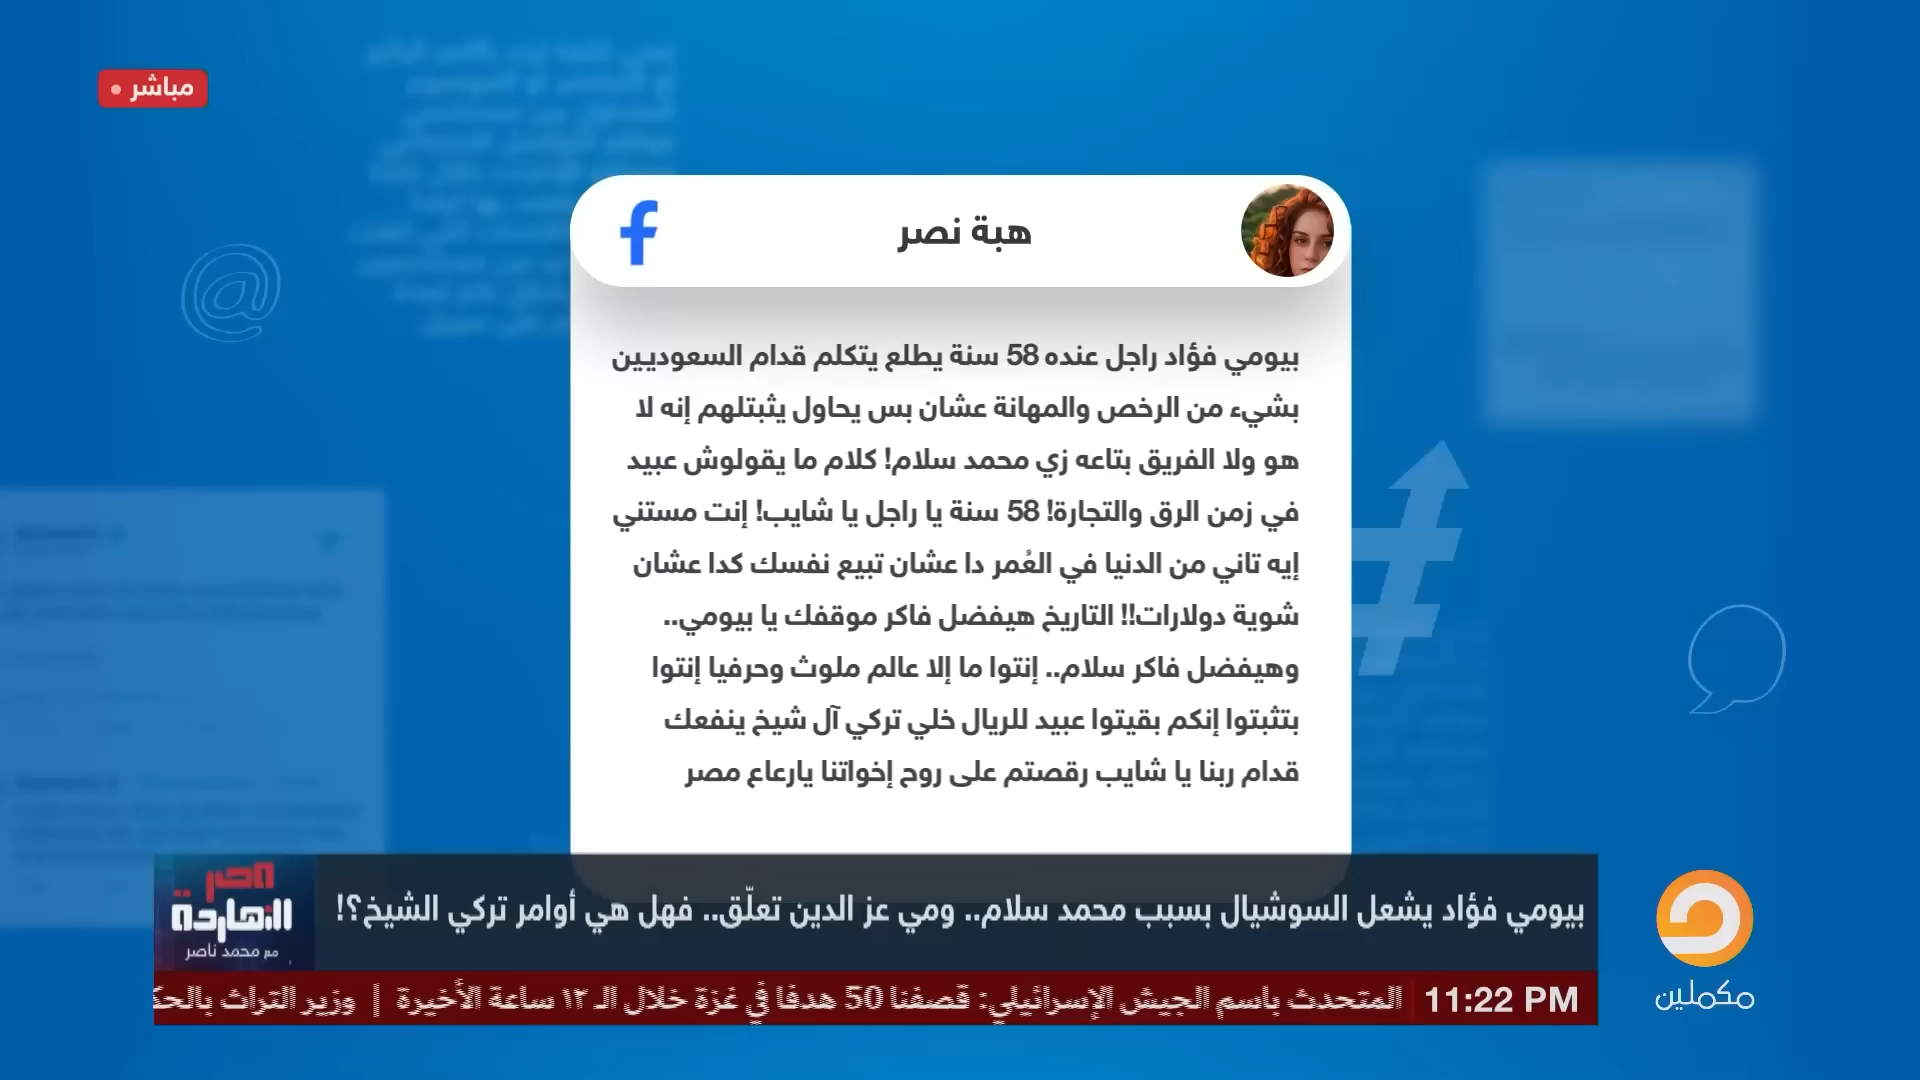 مباشر
هبة نصر
بيومي فؤاد راجل عنده 58 سنة يطلع يتكلم قدام السعوديين
بشيء من الرخص والمهانة عشان بس يحاول يثبتلهم إنه لا
هو ولا الفريق بتاعه زي محمد سلام! كلام ما يقولوش عبيد
في زمن الرق والتجارة! 58 سنة يا راجل يا شايب! إنت مستني
إيه تاني من الدنيا في العُمر دا عشان تبيع نفسك كدا عشان
شوية دولارات!! التاريخ هيفضل فاكر موقفك يا بيومي..
وهيفضل فاكر سلام.. إنتوا ما إلا عالم ملوث وحرفيا إنتوا
بتثبتوا إنكم بقيتوا عبيد للريال خلي تركي آل شيخ ينفعك
قدام ربنا يا شايب رقصتم على روح إخواتنا يارعاع مصر
بيومي فؤاد يشعل السوشيال بسبب محمد سلام.. ومي عز الدين تعلّق.. فهل هي أوامر تركي الشيخ؟!
مصر
النهاردة
مع محمد ناصر
11:22 PM
المتحدث باسم الجيش الإسرائيلي: قصفنا 50 هدفا في غزة خلال الـ ١٢ ساعة الأخيرة | وزير التراث
مكملين